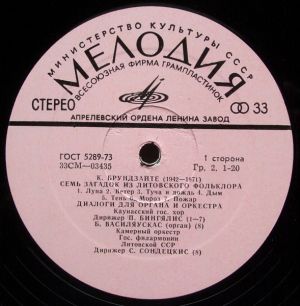 МИНИСТЕРСТВО КУЛЬТУРЫ СССР
МЕЛОДИЯ
ВСЕСОЮЗНАЯ ФИРМА ГРАМПЛАСТИНОК
СТЕРЕО
33
АПРЕЛЕВСКИЙ ОРДЕНА ЛЕНИНА ЗАВОД
ГОСТ 5289-73
33СМ—03435
1 сторона
Гр. 2. 1-20
К. БРУНДЗАЙТЕ (1942—1971)
СЕМЬ ЗАГАДОК ИЗ ЛИТОВСКОГО ФОЛЬКЛОРА
1. Луна 2. Вечер 3. Туча и дождь 4. Дым
5. Тень 6. Мороз 7. Пожар
ДИАЛОГИ ДЛЯ ОРГАНА И ОРКЕСТРА
Каунасский гос. хор
Дирижер П. БИНГЯЛИС (1—7)
Б. ВАСИЛЯУСКАС (орган) (8)
Камерный оркестр
Гос. филармонии
Литовской ССР
Дирижер С. СОНДЕЦКИС (8)